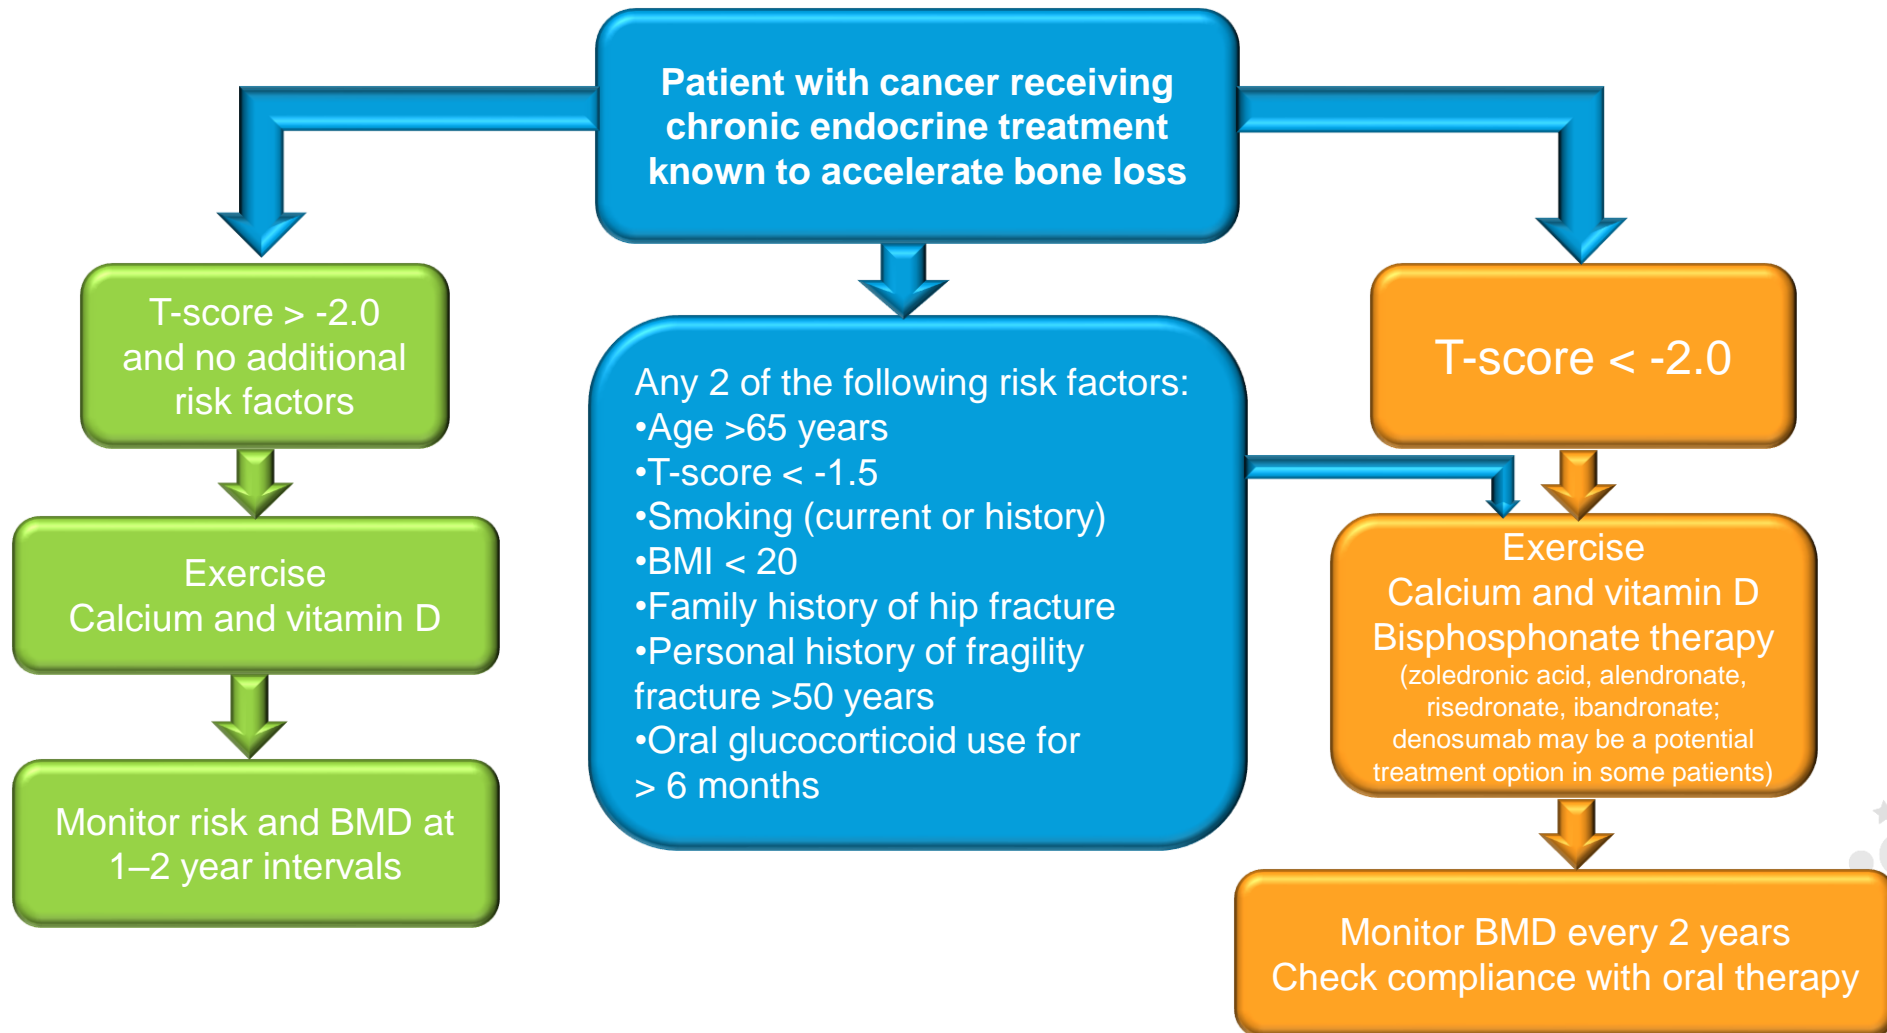 Patient with cancer receiving
chronic endocrine treatment
known to accelerate bone loss
T-score > -2.0
and no additional
risk factors
Exercise
Calcium and vitamin D
Monitor risk and BMD at
1–2 year intervals
Any 2 of the following risk factors:
•Age >65 years
•T-score < -1.5
•Smoking (current or history)
•BMI < 20
•Family history of hip fracture
•Personal history of fragility
fracture >50 years
•Oral glucocorticoid use for
> 6 months
T-score < -2.0
Exercise
Calcium and vitamin D
Bisphosphonate therapy
(zoledronic acid, alendronate,
risedronate, ibandronate;
denosumab may be a potential
treatment option in some patients)
Monitor BMD every 2 years
Check compliance with oral therapy